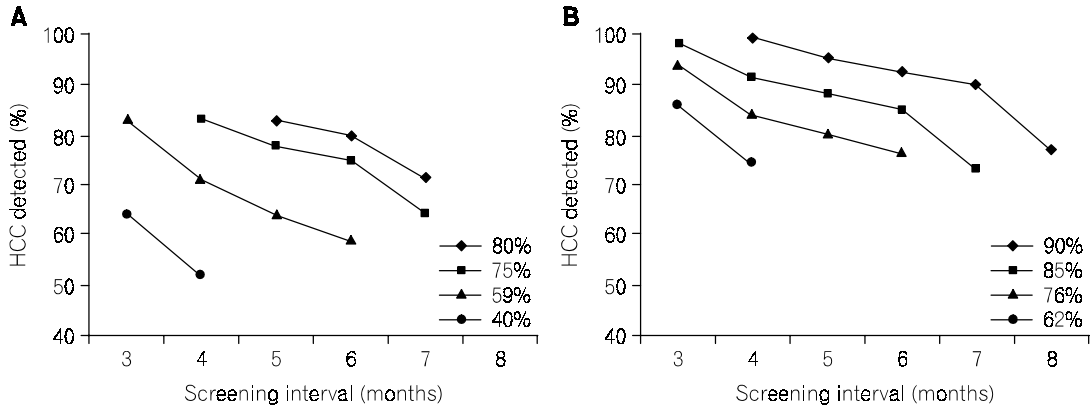 A
100
90
80
70
60
50
40
HCC detected (%)
3 4 5 6 7 8
Screening interval (months)
80%
75%
59%
40%
B
100
90
80
70
60
50
40
HCC detected (%)
3 4 5 6 7 8
Screening interval (months)
90%
85%
76%
62%